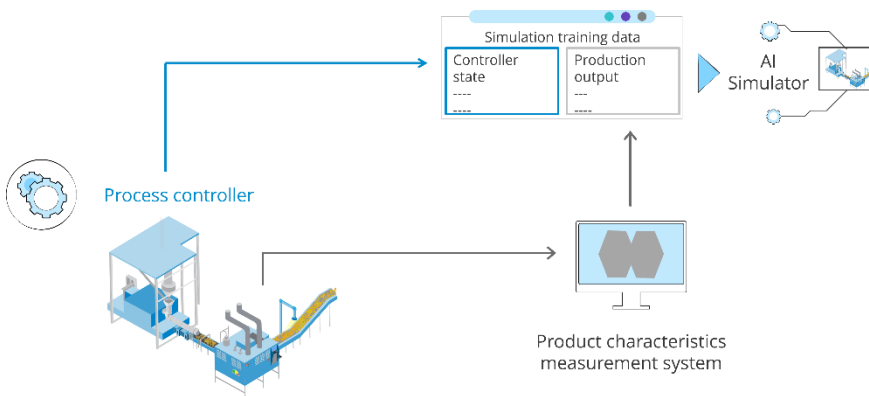 Simulation training data
Controller
state
----
----
Production
output
---
----
AI
Simulator
Process controller
Product characteristics
measurement system